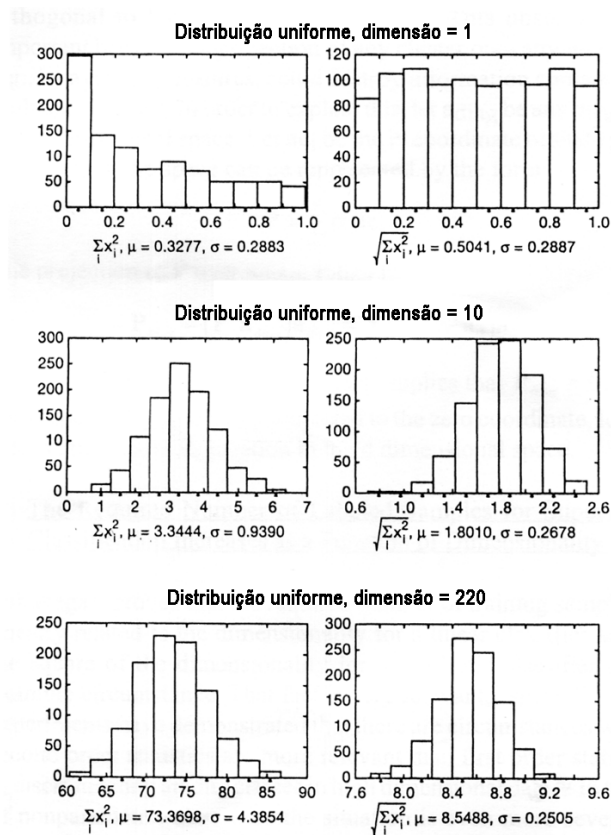 Distribuição uniforme, dimensão = 1
300
250
200
150
100
50
0
0 0.2 0.4 0.6 0.8 1.0
Σx²ᵢ, μ = 0.3277, σ = 0.2883
i
120
100
80
60
40
20
0
0 0.2 0.4 0.6 0.8 1.0
√Σx²ᵢ, μ = 0.5041, σ = 0.2887
i
Distribuição uniforme, dimensão = 10
300
250
200
150
100
50
0
0 1 2 3 4 5 6 7
Σx²ᵢ, μ = 3.3444, σ = 0.9390
i
250
200
150
100
50
0
0.6 1.0 1.4 1.8 2.2 2.6
√Σx²ᵢ, μ = 1.8010, σ = 0.2678
i
Distribuição uniforme, dimensão = 220
250
200
150
100
50
0
60 65 70 75 80 85 90
Σx²ᵢ, μ = 73.3698, σ = 4.3854
i
300
250
200
150
100
50
0
7.6 8.0 8.4 8.8 9.2 9.6
√Σx²ᵢ, μ = 8.5488, σ = 0.2505
i